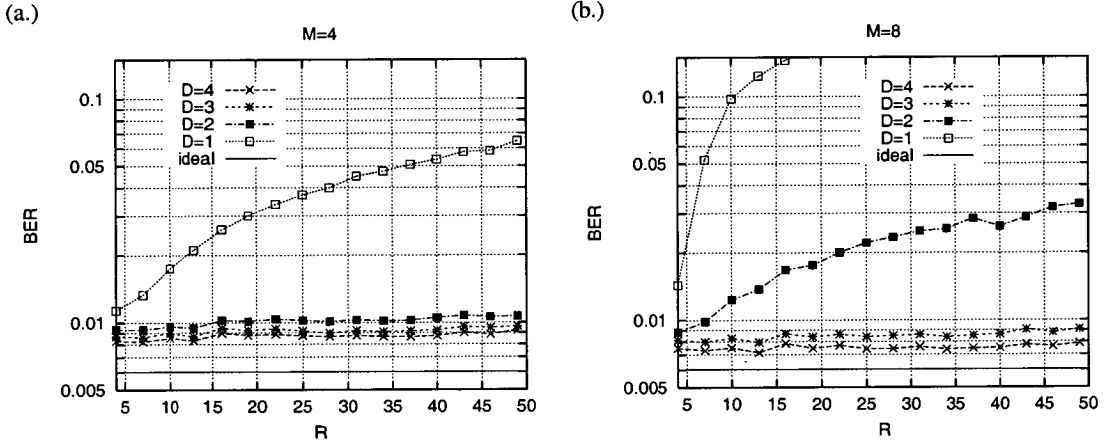 (a.)
M=4
BER
0.1
0.05
0.01
0.005
D=4
D=3
D=2
D=1
ideal
5 10 15 20 25 30 35 40 45 50
R
(b.)
M=8
BER
0.1
0.05
0.01
0.005
D=4
D=3
D=2
D=1
ideal
5 10 15 20 25 30 35 40 45 50
R